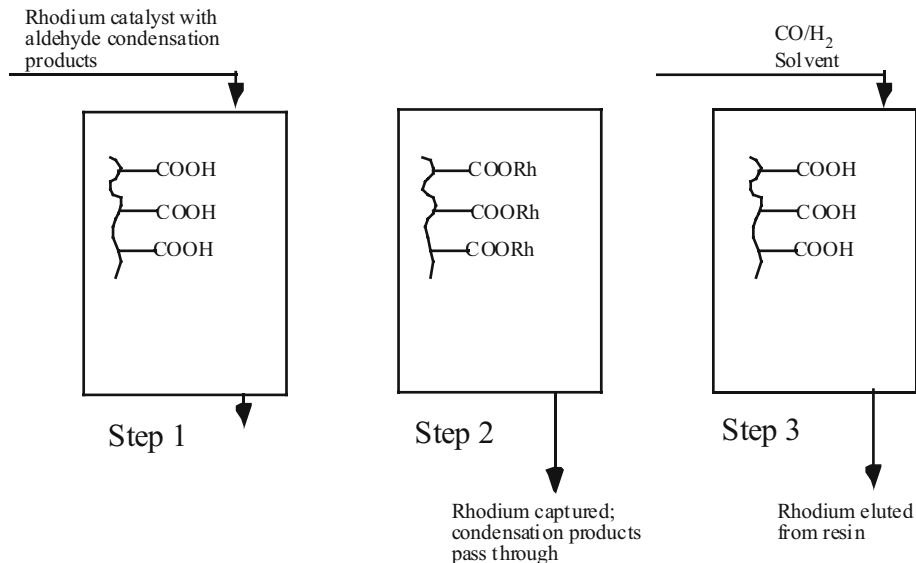 Rhodium catalyst with
aldehyde condensation
products
COOH
COOH
COOH
Step 1
COORh
COORh
COORh
Step 2
Rhodium captured;
condensation products
pass through
CO/H2
Solvent
COOH
COOH
COOH
Step 3
Rhodium eluted
from resin